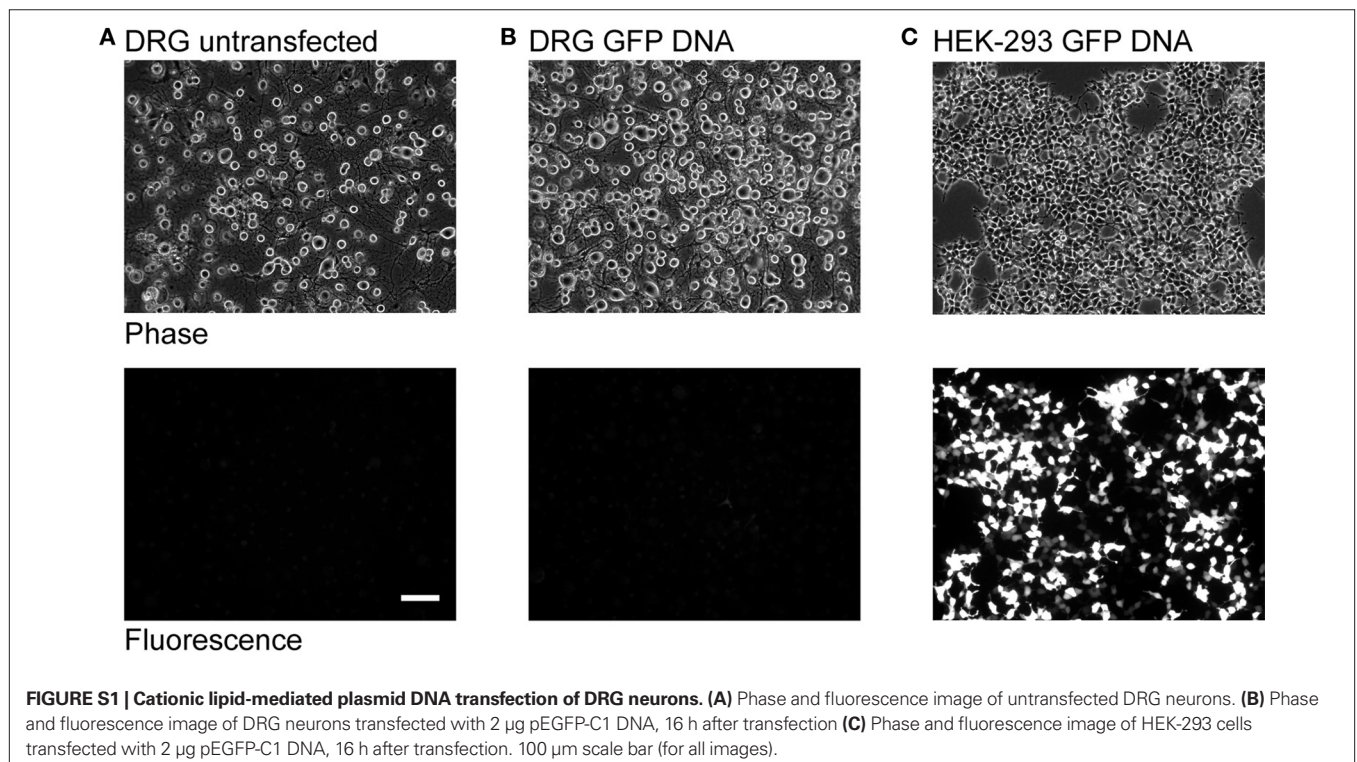 A DRG untransfected
B DRG GFP DNA
C HEK-293 GFP DNA
Phase
Fluorescence
FIGURE S1 | Cationic lipid-mediated plasmid DNA transfection of DRG neurons. (A) Phase and fluorescence image of untransfected DRG neurons. (B) Phase
and fluorescence image of DRG neurons transfected with 2 μg pEGFP-C1 DNA, 16 h after transfection (C) Phase and fluorescence image of HEK-293 cells
transfected with 2 μg pEGFP-C1 DNA, 16 h after transfection. 100 μm scale bar (for all images).